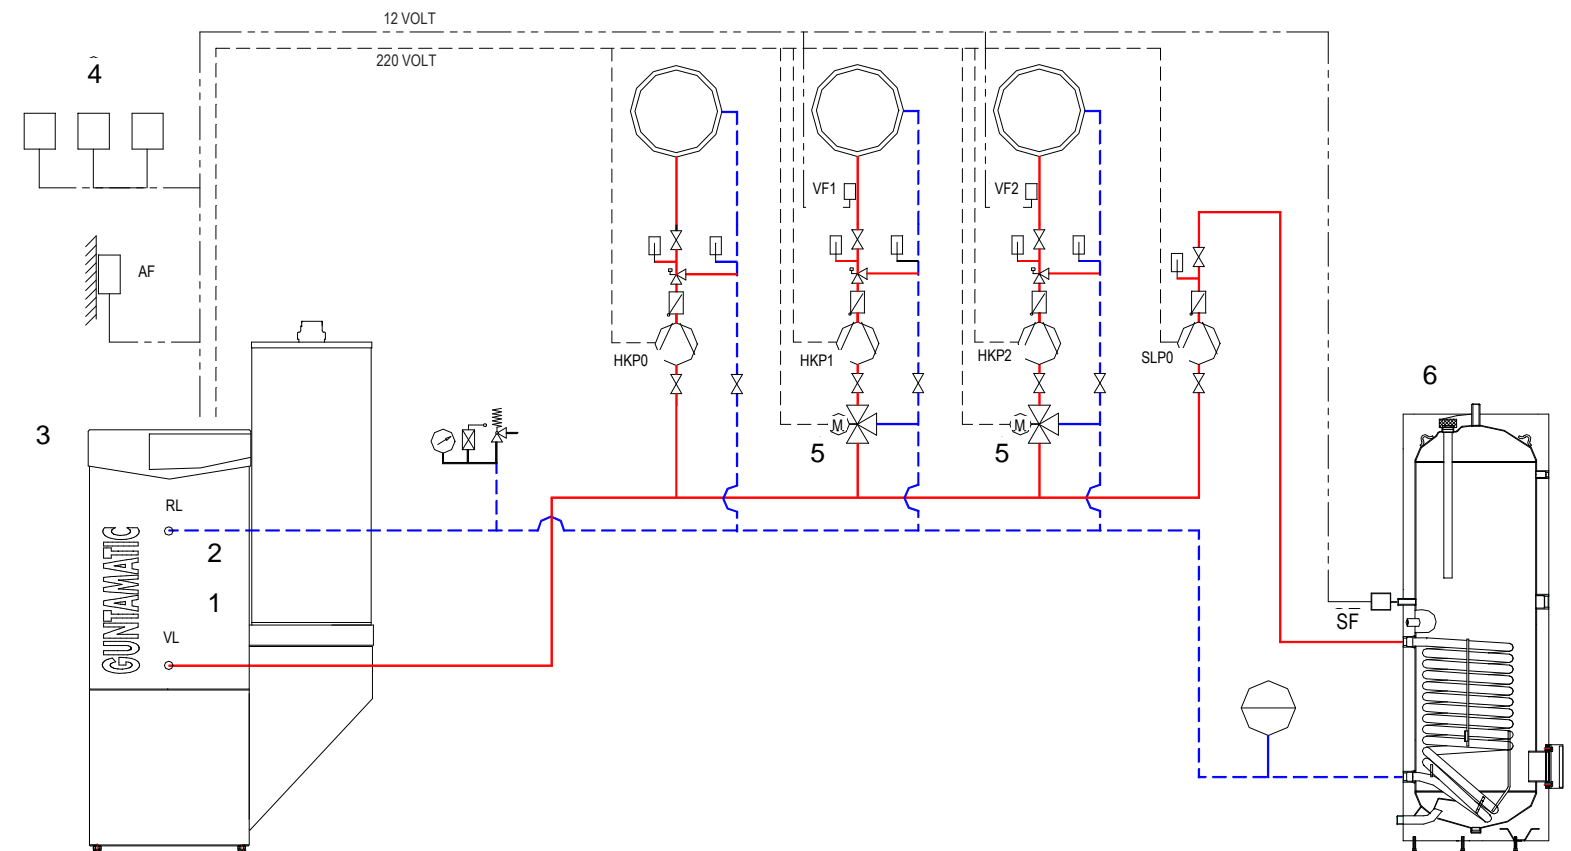 12 VOLT
220 VOLT
4
VF1
VF2
AF
HKP0
HKP1
HKP2
SLP0
6
3
M
M
5
5
RL
2
GUNTAMATIC
1
SF
VL